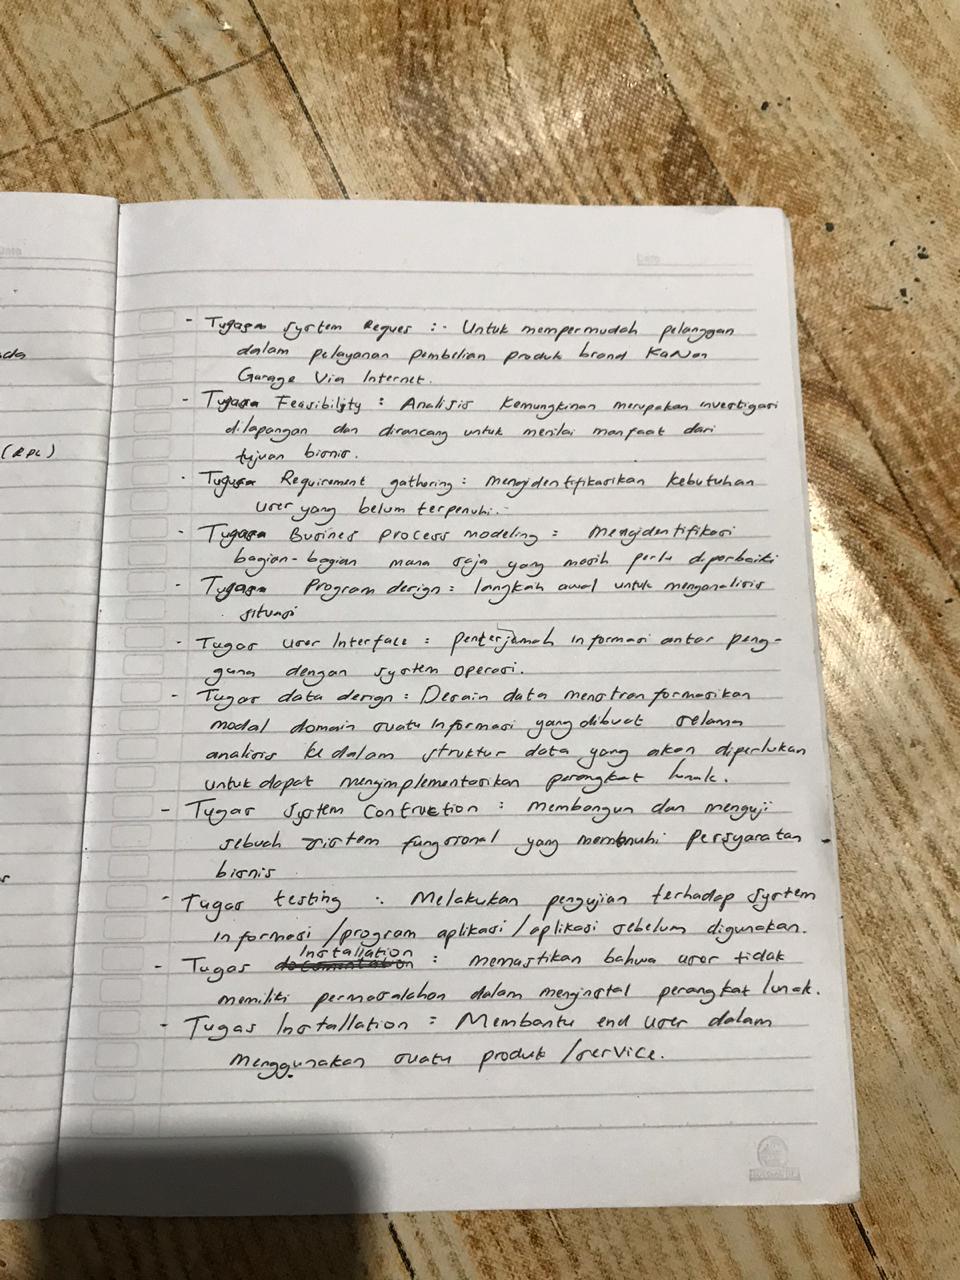 Date
- Tugas System Reques : - Untuk mempermudah pelanggan
dalam pelayanan pembelian produk brand Kanan
Garage Via Internet.
- Tugas Feasibility : Analisis Kemungkinan merupakan investigasi
dilapangan dan dirancang untuk menilai manfaat dari
tujuan bisnis.
- Tugas Requirement gathering : mengidentifikasikan kebutuhan
user yang belum terpenuhi.-
- Tugas Busines Process modeling : mengidentifikasi
bagian-bagian mana saja yang masih perlu diperbaiki
- Tugas Program design : langkah awal untuk menganalisis
situasi
- Tugas User Interface : penterjemah informasi antar peng-
guna dengan system operasi.
- Tugas data design : Desain data menstranformasikan
modal domain suatu informasi yang dibuat selama
analisis ke dalam struktur data yang akan diperlukan
untuk dapat mengimplementasikan perangkat lunak.
- Tugas System Contruction : membangun dan menguji
sebuah sistem fungsional yang memenuhi persyaratan
bisnis
- Tugas testing : Melakukan pengujian terhadap system
informasi /program aplikasi /aplikasi sebelum digunakan.
- Tugas Installation : memastikan bahwa user tidak
memiliki permasalahan dalam menginstal perangkat lunak.
- Tugas Installation : Membantu end user dalam
menggunakan suatu produk /service.
(RPL)